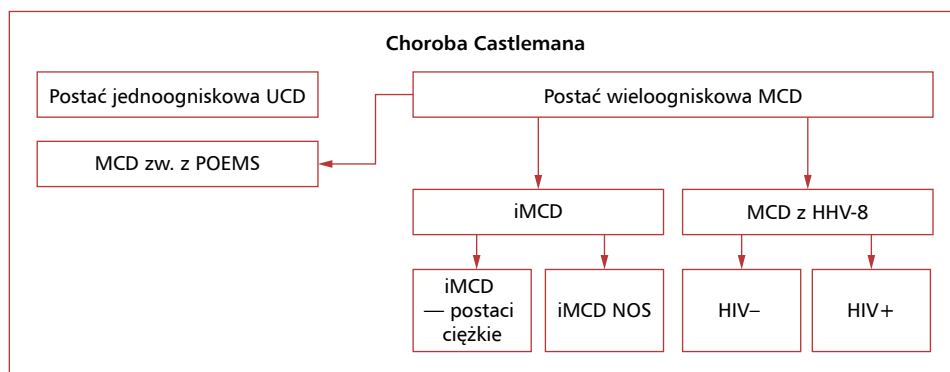 Choroba Castlemana
Postać jednoogniskowa UCD
Postać wieloogniskowa MCD
MCD zw. z POEMS
iMCD
MCD z HHV-8
iMCD
— postaci
ciężkie
iMCD NOS
HIV–
HIV+